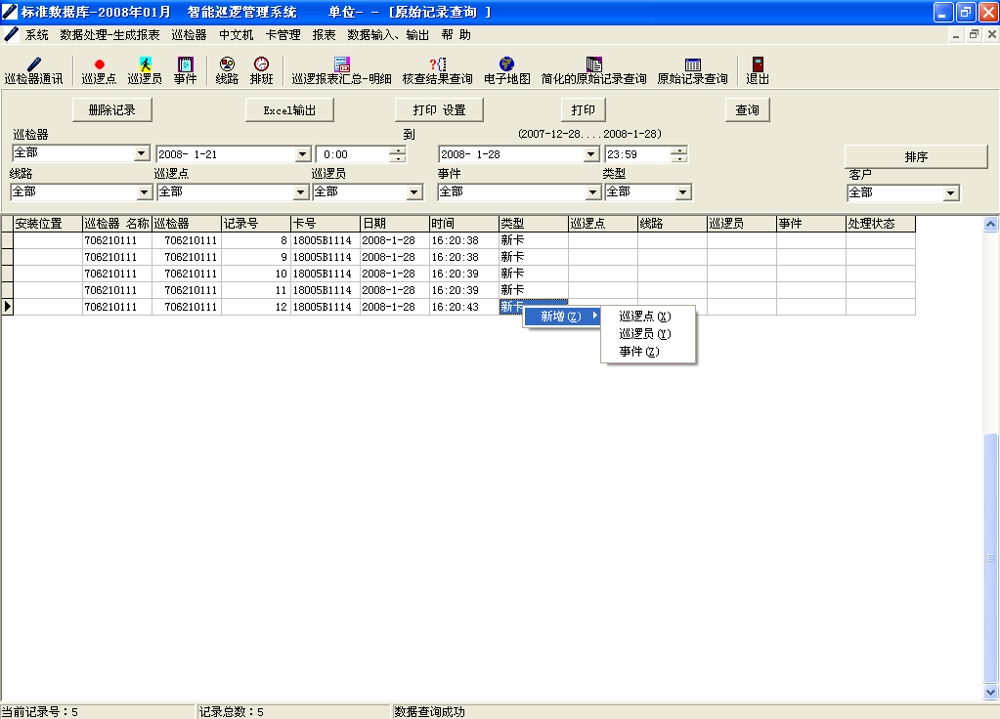 标准数据库-2008年01月 智能巡逻管理系统 单位- - [原始记录查询 ]
系统 数据处理-生成报表 巡检器 中文机 卡管理 报表 数据输入、输出 帮 助
巡检器通讯 巡逻点 巡逻员 事件 线路 排班 巡逻报表汇总-明细 核查结果查询 电子地图 简化的原始记录查询 原始记录查询 退出
删除记录 Excel输出 打印 设置 打印 查询
巡检器 到 (2007-12-28....2008-1-28)
全部 2008- 1-21 0:00 2008- 1-28 23:59 排序
线路 巡逻点 巡逻员 事件 类型 客户
全部 全部 全部 全部 全部 全部
安装位置 巡检器 名称 巡检器 记录号 卡号 日期 时间 类型 巡逻点 线路 巡逻员 事件 处理状态
706210111 706210111 8 18005B1114 2008-1-28 16:20:38 新卡
706210111 706210111 9 18005B1114 2008-1-28 16:20:38 新卡
706210111 706210111 10 18005B1114 2008-1-28 16:20:39 新卡
706210111 706210111 11 18005B1114 2008-1-28 16:20:39 新卡
706210111 706210111 12 18005B1114 2008-1-28 16:20:43 新卡
新增(Z) 巡逻点(X)
巡逻员(Y)
事件(Z)
当前记录号：5 记录总数：5 数据查询成功